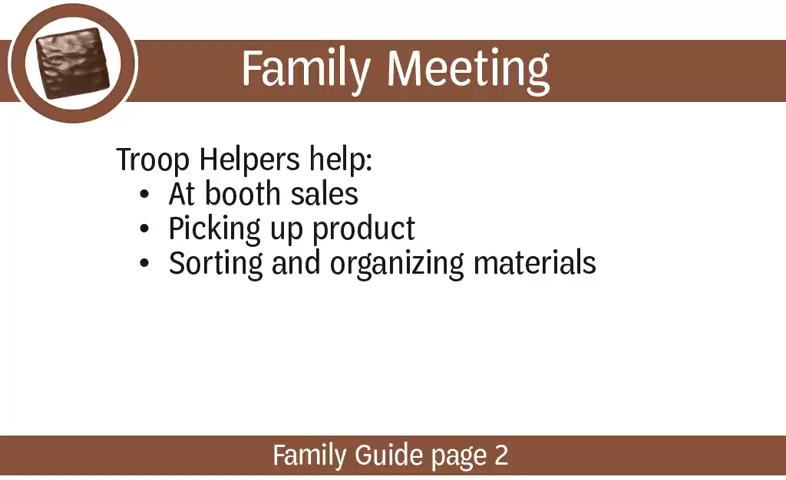 Family Meeting
Troop Helpers help:
• At booth sales
• Picking up product
• Sorting and organizing materials
Family Guide page 2